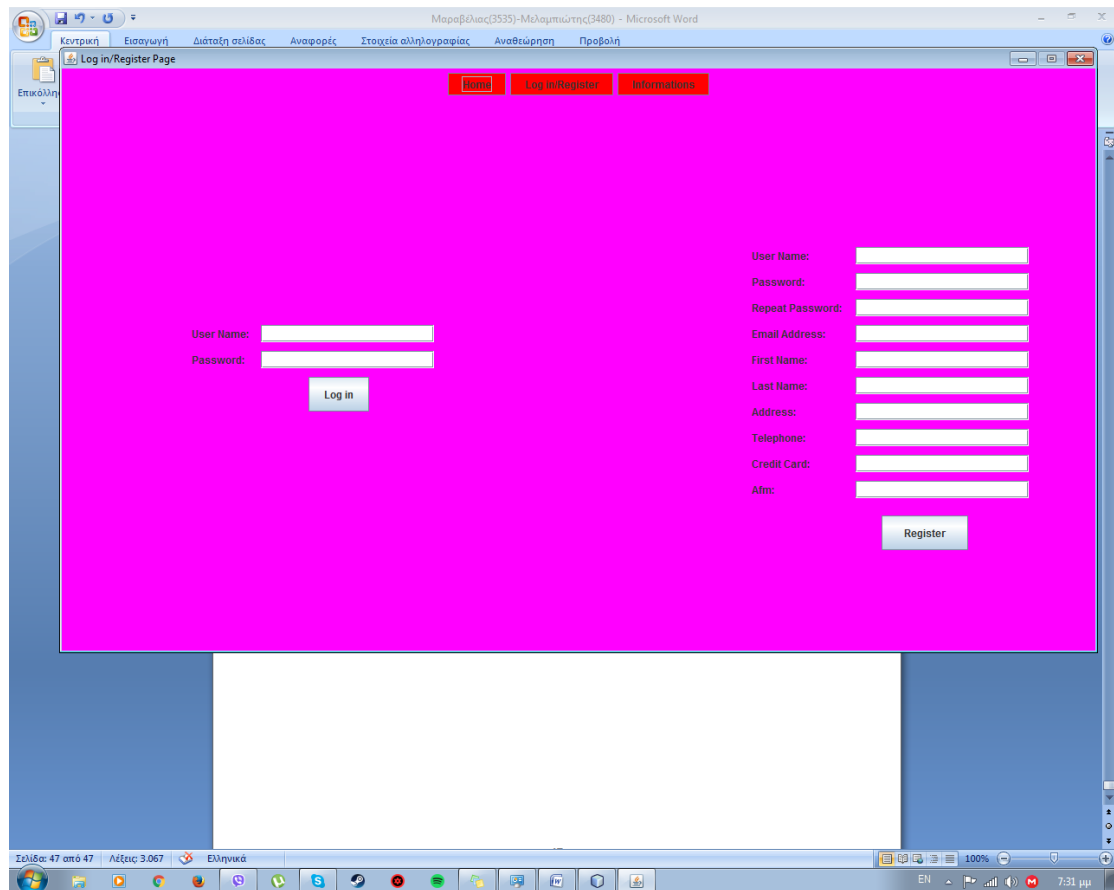 Μαραβέλιας(3535)-Μελαμπιώτης(3480) - Microsoft Word
Κεντρική Εισαγωγή Διάταξη σελίδας Αναφορές Στοιχεία αλληλογραφίας Αναθεώρηση Προβολή
Log in/Register Page
Home Log in/Register Informations
User Name:
Password:
Log in
User Name:
Password:
Repeat Password:
Email Address:
First Name:
Last Name:
Address:
Telephone:
Credit Card:
Afm:
Register
Σελίδα: 47 από 47 Λέξεις: 3.067 Ελληνικά 100%
EN 7:31 μμ